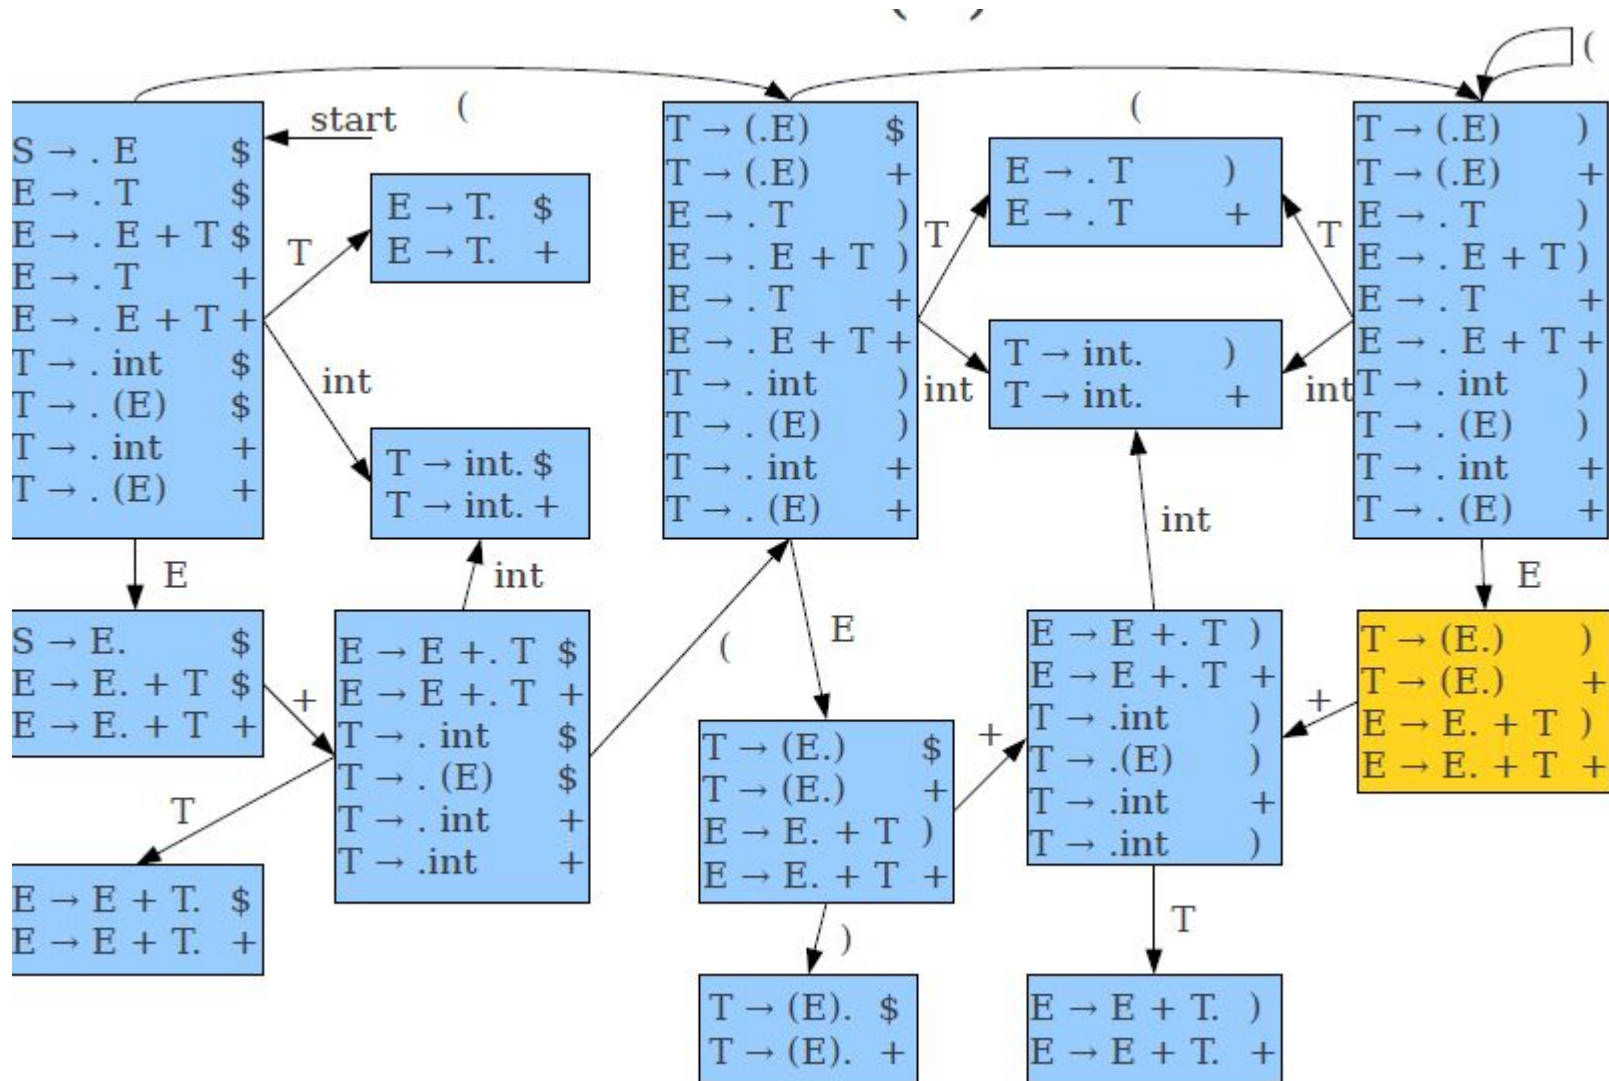 (
start
(
(
S → . E $
E → . T $
E → . E + T $
E → . T +
E → . E + T +
T → . int $
T → . (E) $
T → . int +
T → . (E) +
T
E → T. $
E → T. +
int
T → int. $
T → int. +
T → (.E) $
T → (.E) +
E → . T )
E → . E + T )
E → . T +
E → . E + T +
T → . int )
T → . (E) )
T → . int +
T → . (E) +
T
E → . T )
E → . T +
T
int
T → int. )
T → int. +
int
T → (.E) )
T → (.E) +
E → . T )
E → . E + T )
E → . T +
E → . E + T +
T → . int )
T → . (E) )
T → . int +
T → . (E) +
E
int
E
int
E
S → E. $
E → E. + T $
E → E. + T +
+
E → E +. T $
E → E +. T +
T → . int $
T → . (E) $
T → . int +
T → .int +
(
T
E → E + T. $
E → E + T. +
T → (E.) $
T → (E.) +
E → E. + T )
E → E. + T +
+
E → E +. T )
E → E +. T +
T → .int )
T → .(E) )
T → .int +
T → .int )
+
T → (E.) )
T → (E.) +
E → E. + T )
E → E. + T +
)
T
T → (E). $
T → (E). +
E → E + T. )
E → E + T. +